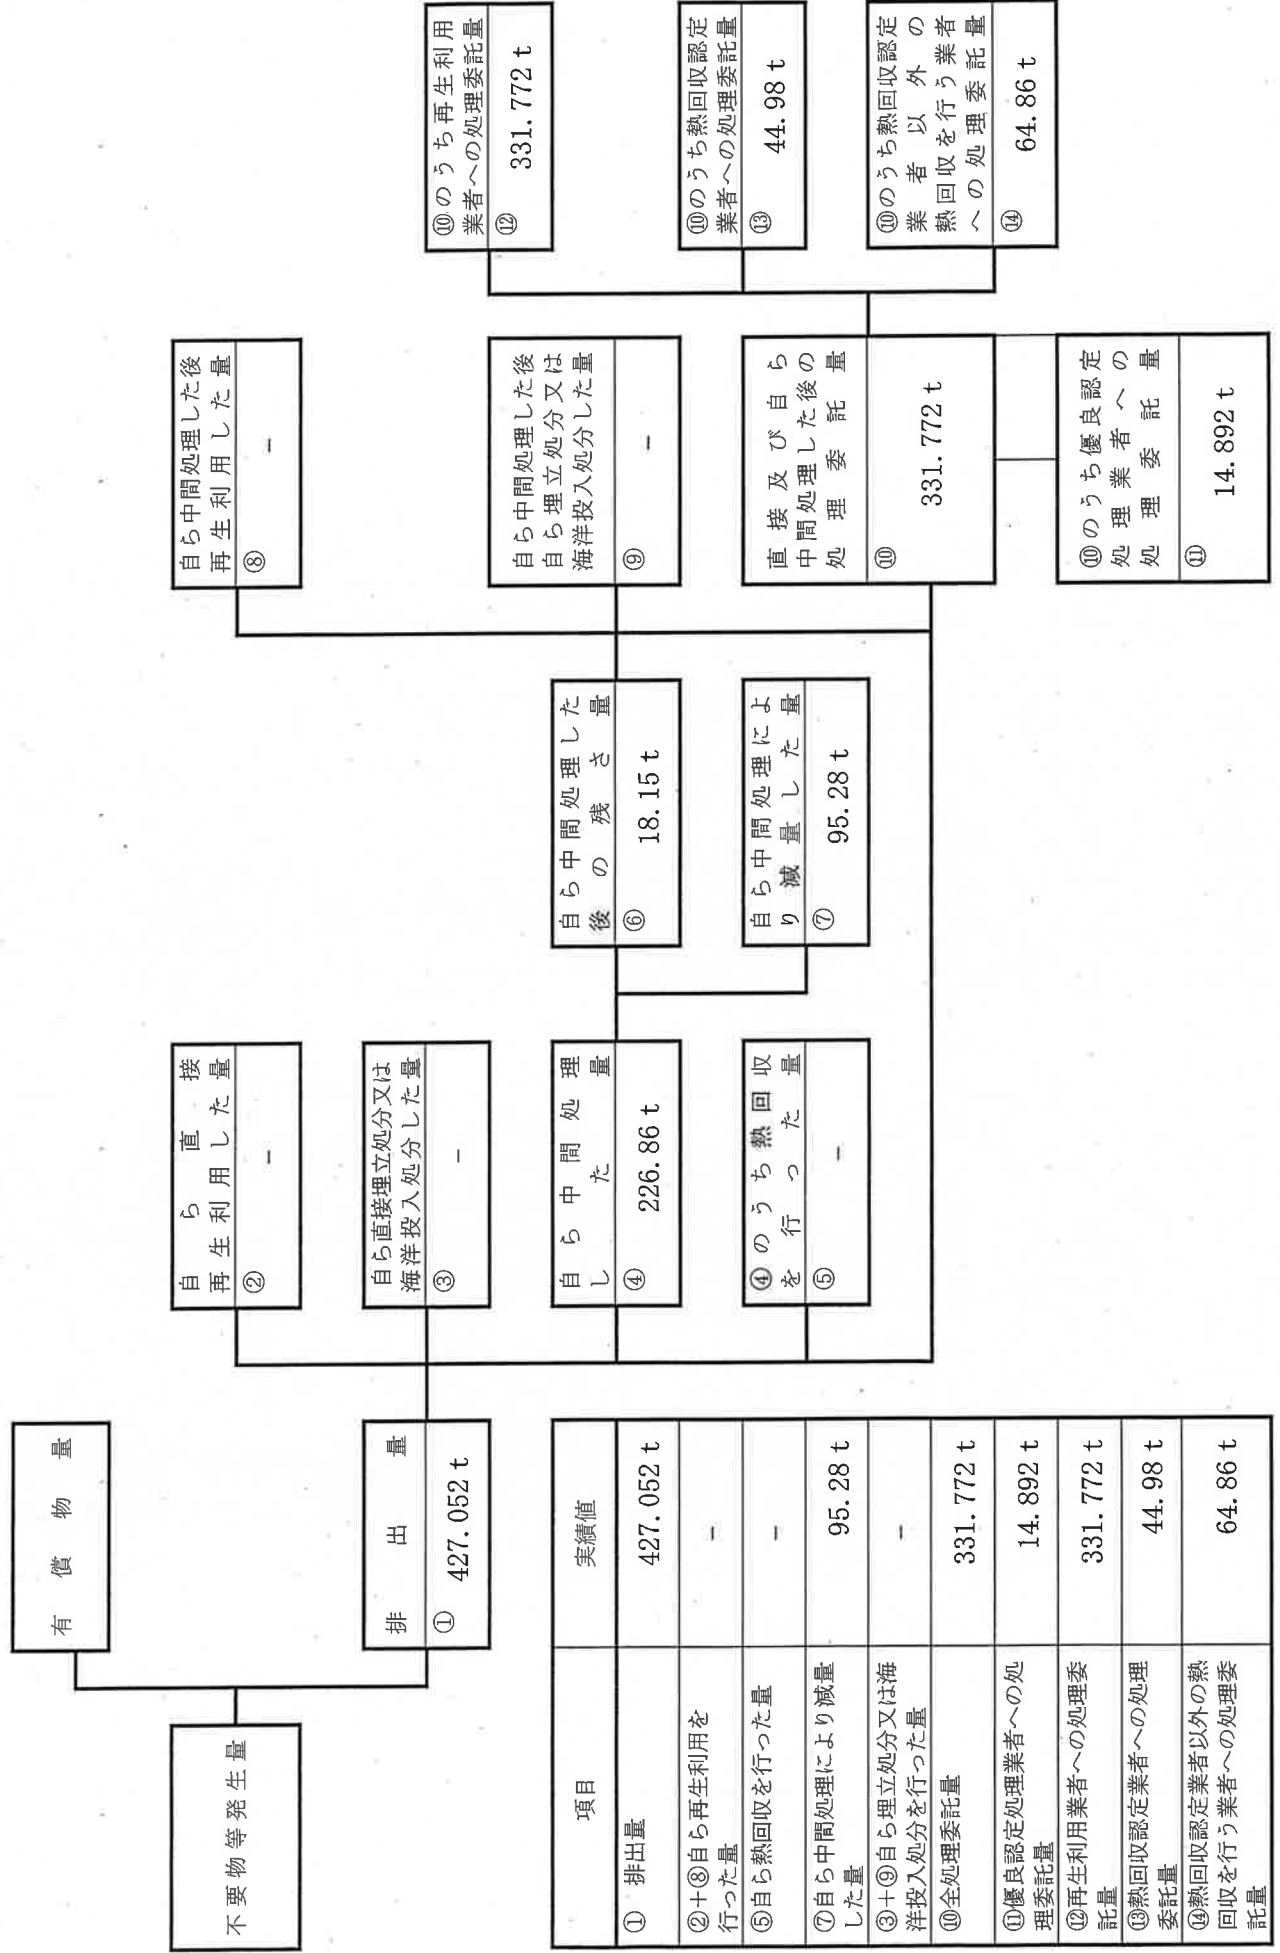 不要物等発生量
有償物量
排出量
① 427.052 t
自ら直接
再生利用した量
② －
自ら直接埋立処分又は
海洋投入処分した量
③ －
自ら中間処理
した量
④ 226.86 t
④のうち熱回収
を行った量
⑤ －
自ら中間処理した
後の残さ量
⑥ 18.15 t
自ら中間処理によ
り減量した量
⑦ 95.28 t
自ら中間処理した後
再生利用した量
⑧ －
自ら中間処理した後
自ら埋立処分又は
海洋投入処分した量
⑨ －
直接及び自ら
中間処理した後の
処理委託量
⑩ 331.772 t
⑩のうち優良認定
処理業者への
処理委託量
⑪ 14.892 t
⑩のうち再生利用
業者への処理委託量
⑫ 331.772 t
⑩のうち熱回収認定
業者への処理委託量
⑬ 44.98 t
⑩のうち熱回収認定
業者以外の
熱回収を行う業者
への処理委託量
⑭ 64.86 t
項目 実績値
① 排出量 427.052 t
②＋⑧自ら再生利用を
行った量 －
⑤自ら熱回収を行った量 －
⑦自ら中間処理により減量
した量 95.28 t
③＋⑨自ら埋立処分又は海
洋投入処分を行った量 －
⑩全処理委託量 331.772 t
⑪優良認定処理業者への処
理委託量 14.892 t
⑫再生利用業者への処理委
託量 331.772 t
⑬熱回収認定業者への処理
委託量 44.98 t
⑭熱回収認定業者以外の熱
回収を行う業者への処理委
託量 64.86 t